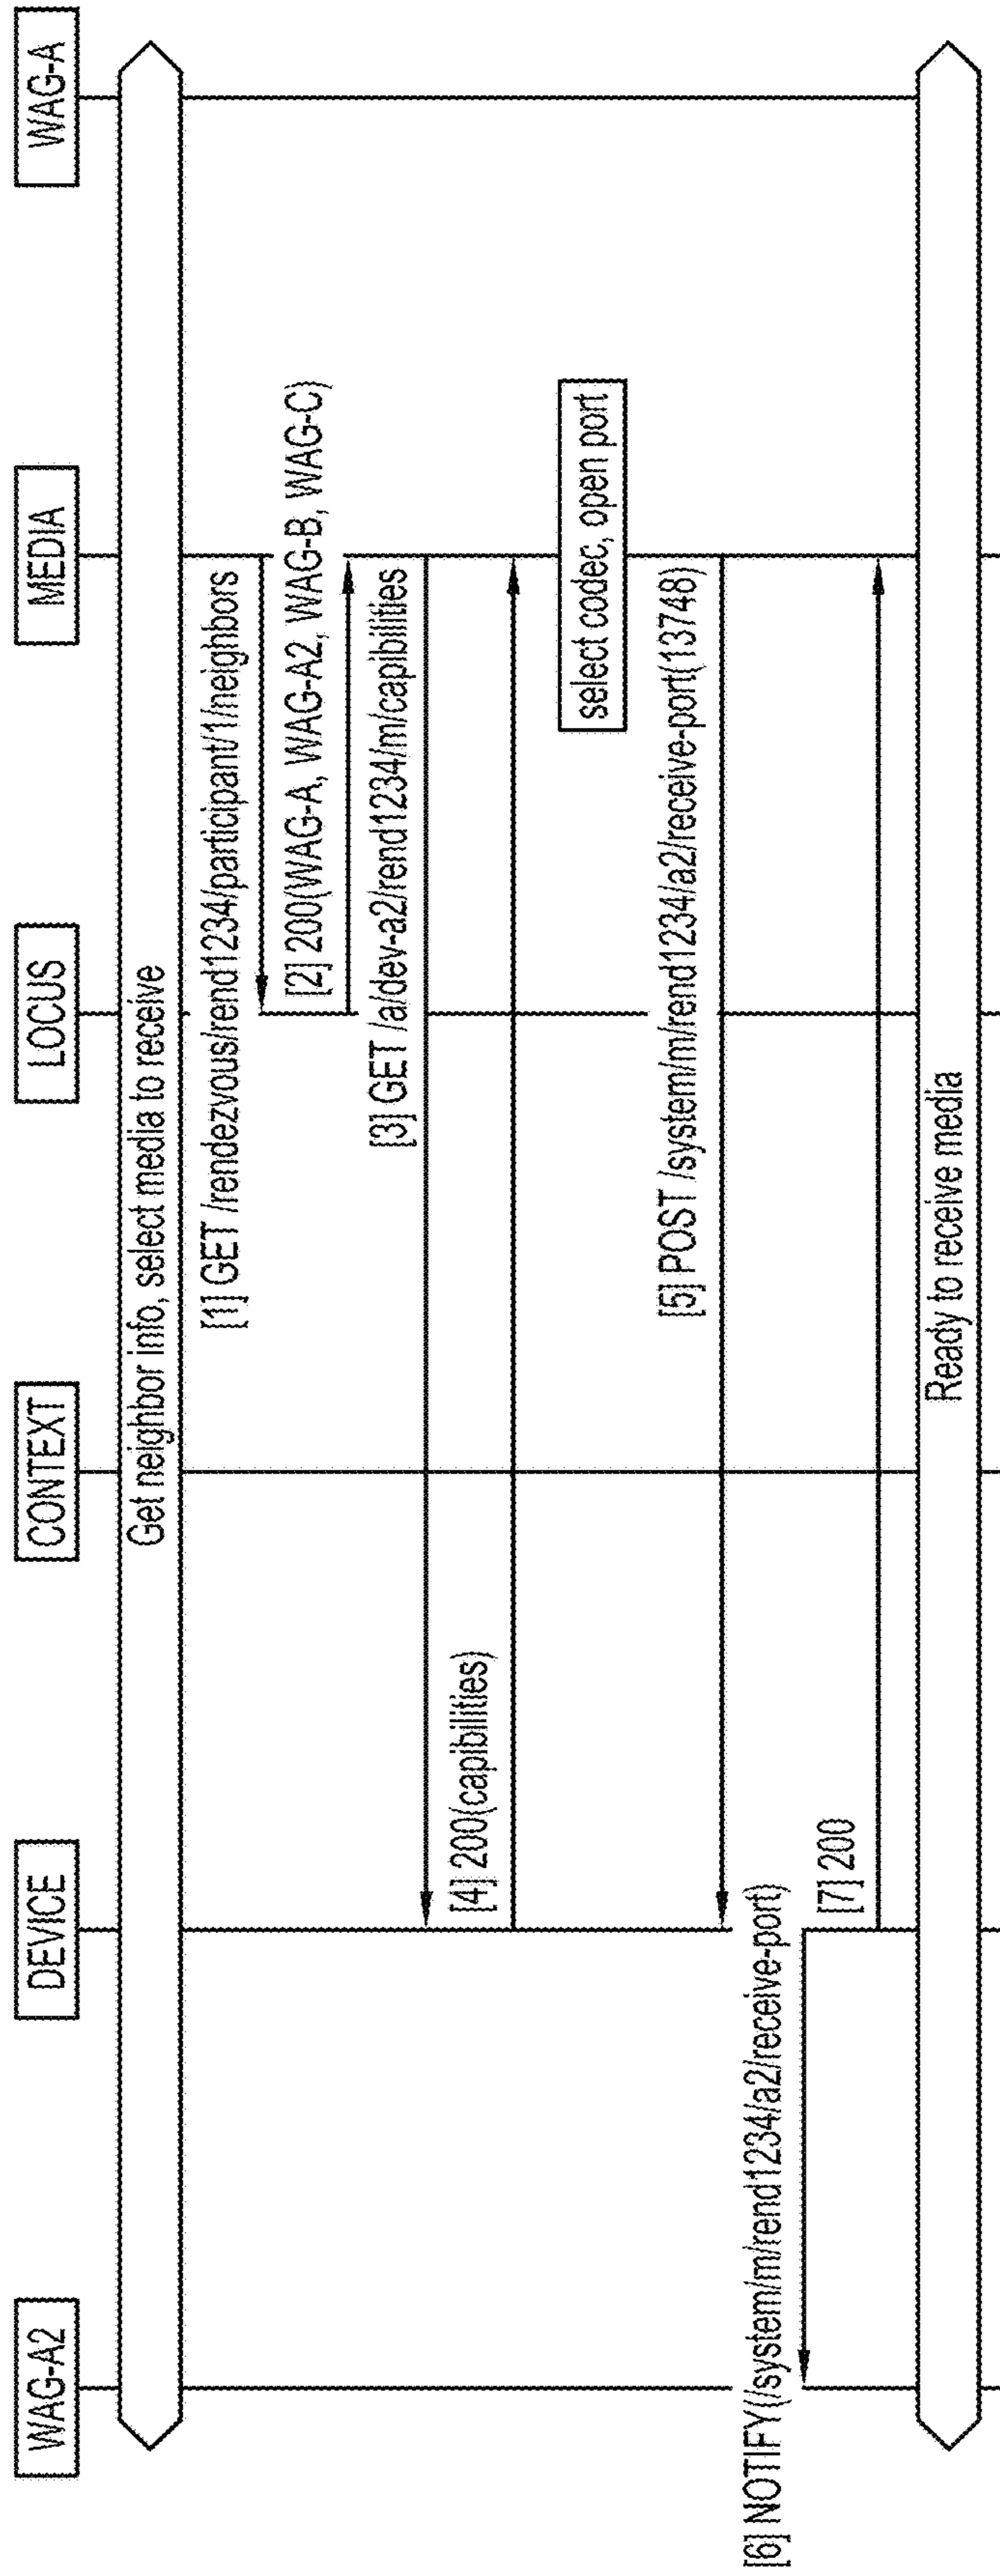 WAG-A2
DEVICE
CONTEXT
LOCUS
MEDIA
WAG-A
Get neighbor info, select media to receive
[1] GET /rendezvous/rend1234/participant/1/neighbors
[2] 200(WAG-A, WAG-A2, WAG-B, WAG-C)
[3] GET /a/dev-a2/rend1234/m/capibilities
[4] 200(capibilities)
select codec, open port
[5] POST /system/m/rend1234/a2/receive-port(13748)
[6] NOTIFY(/system/m/rend1234/a2/receive-port)
[7] 200
Ready to receive media